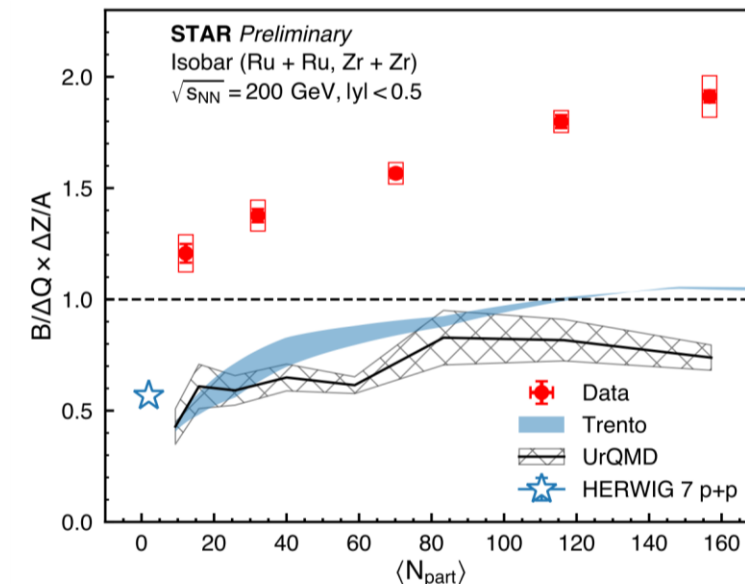 STAR Preliminary
Isobar (Ru + Ru, Zr + Zr)
√sNN = 200 GeV, |y| < 0.5
B/ΔQ × ΔZ/A
2.0
1.5
1.0
0.5
0.0
Data
Trento
UrQMD
HERWIG 7 p+p
0 20 40 60 80 100 120 140 160
⟨Npart⟩